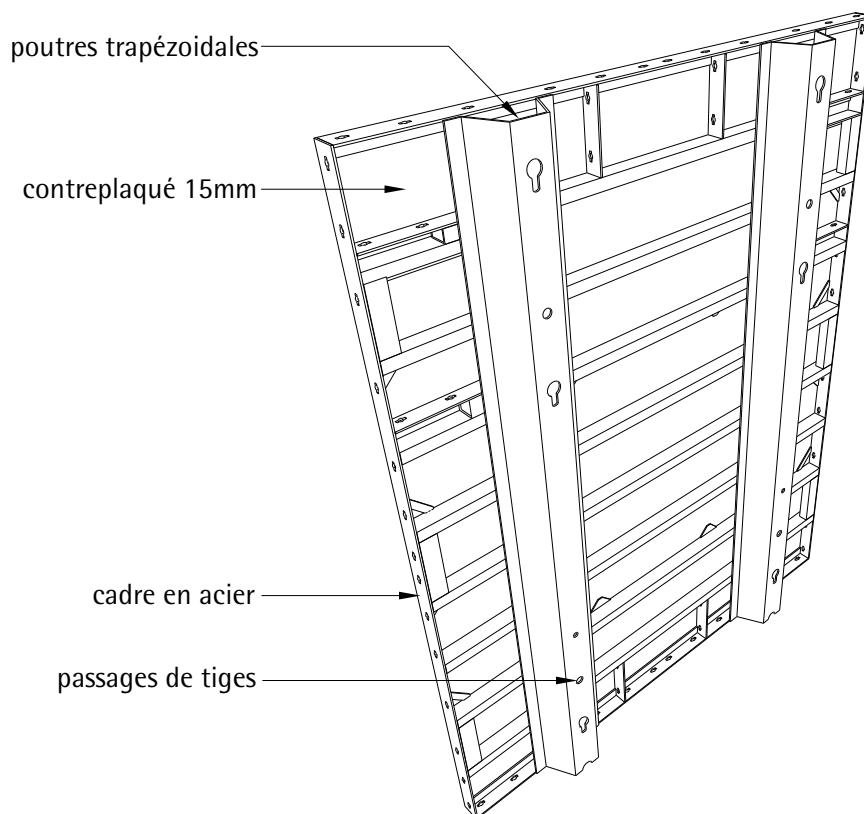 poutres trapézoidales
contreplaqué 15mm
cadre en acier
passages de tiges